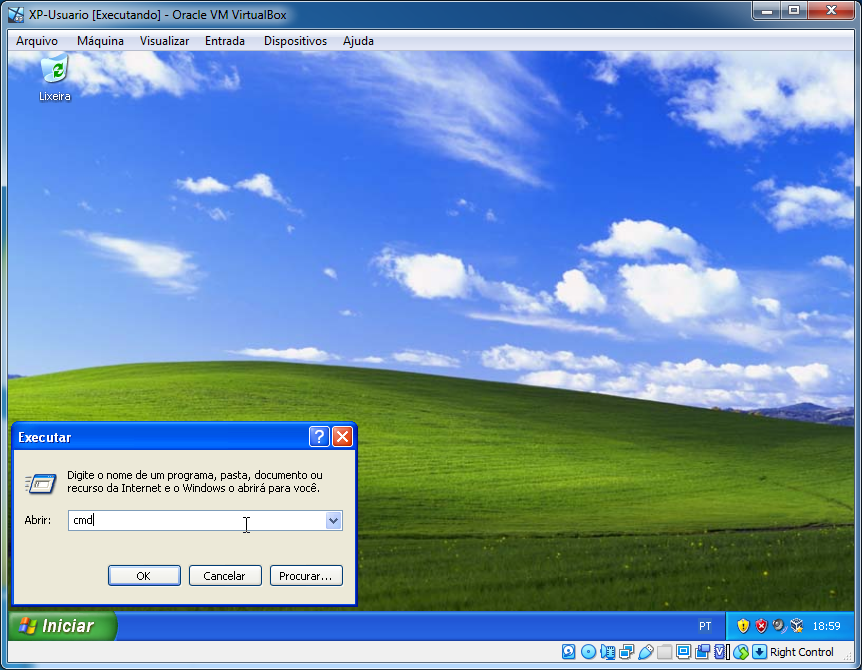 XP-Usuario [Executando] - Oracle VM VirtualBox
Arquivo Máquina Visualizar Entrada Dispositivos Ajuda
Lixeira
Executar
Digite o nome de um programa, pasta, documento ou
recurso da Internet e o Windows o abrirá para você.
Abrir: cmd
OK Cancelar Procurar...
Iniciar PT 18:59
Right Control